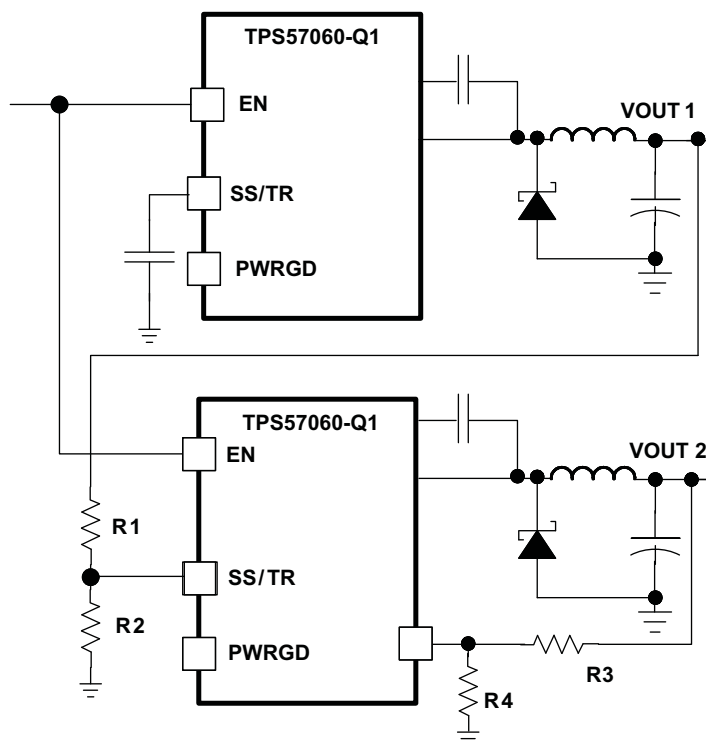 TPS57060-Q1
EN
VOUT 1
SS/TR
PWRGD
TPS57060-Q1
EN
VOUT 2
R1
SS/TR
R2
PWRGD
R3
R4